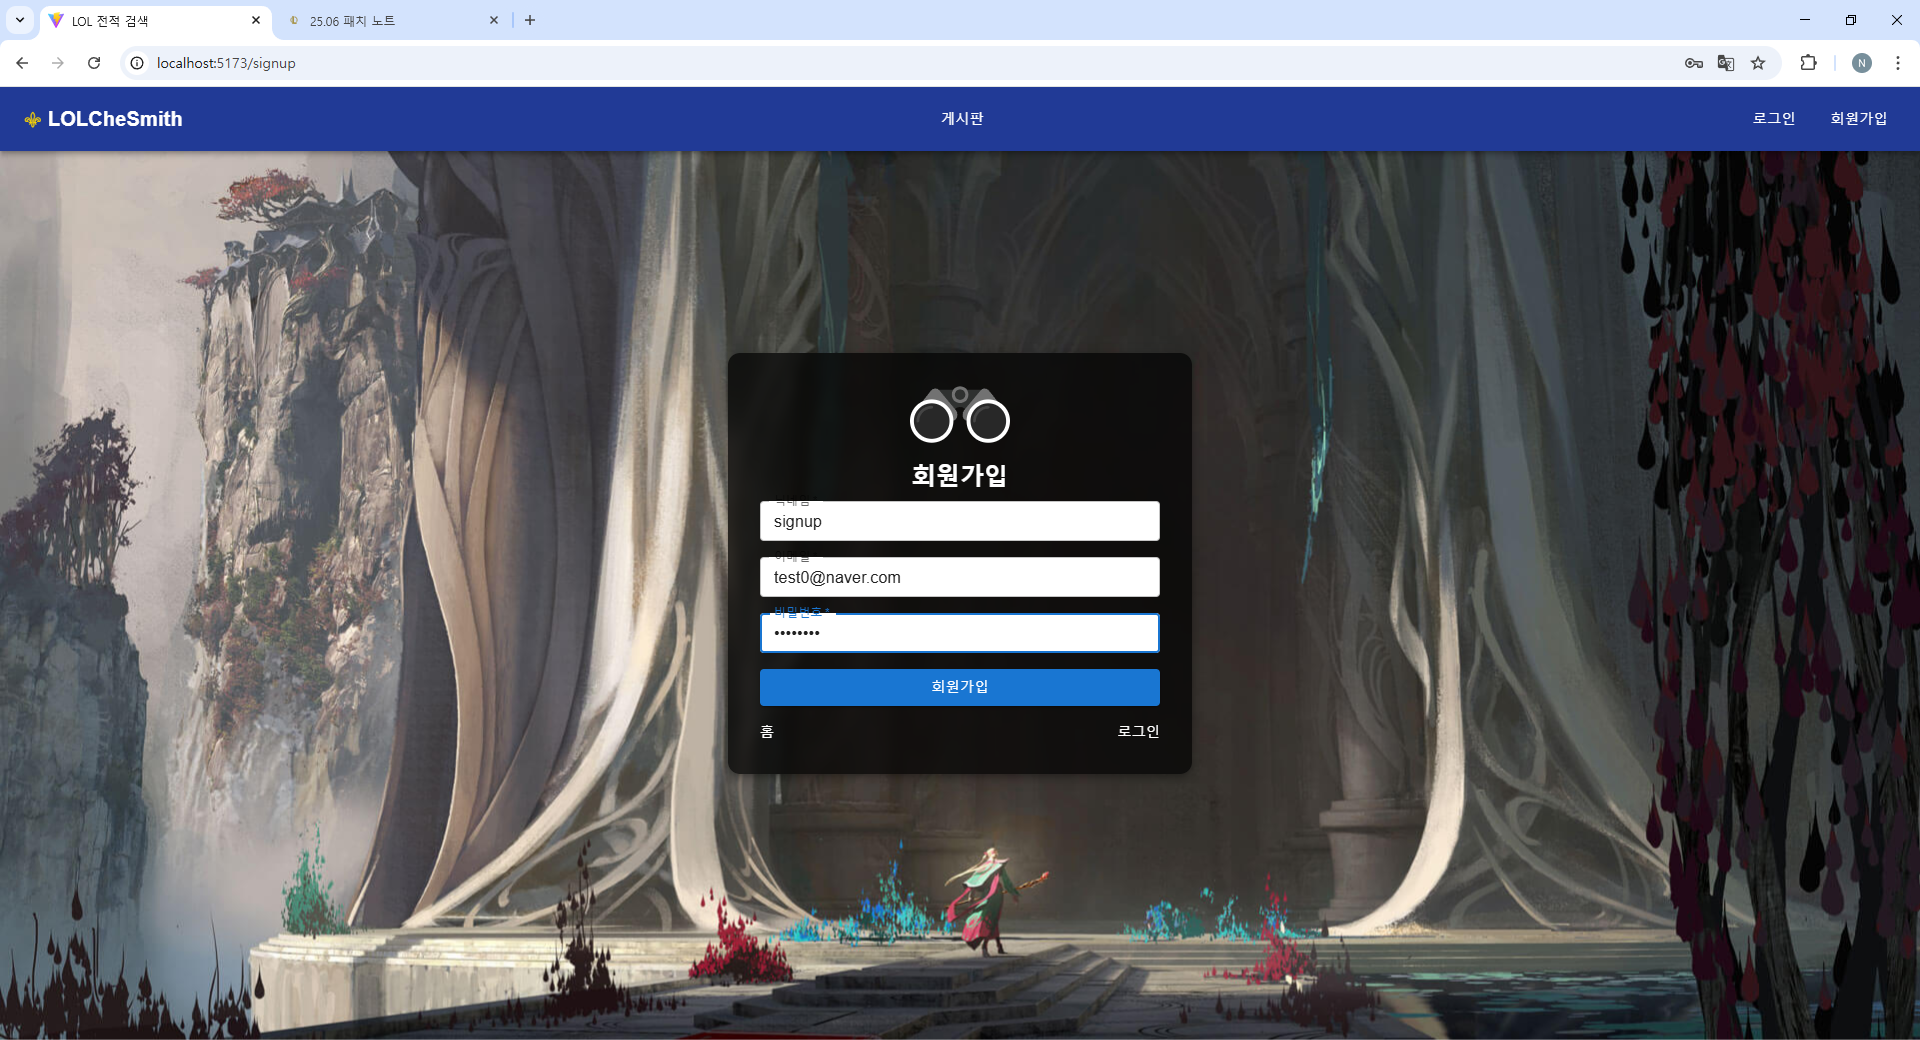 LOL 전적 검색
25.06 패치 노트
localhost:5173/signup
N
LOLCheSmith
게시판
로그인
회원가입
회원가입
signup
test0@naver.com
비밀번호 *
••••••••
회원가입
홈
로그인